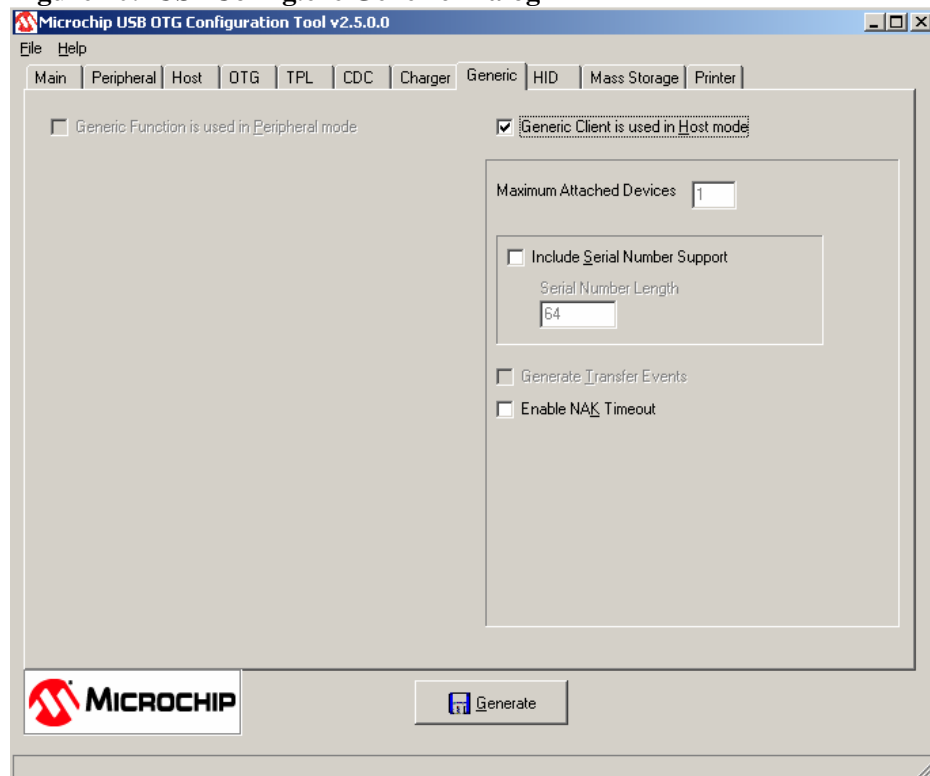 Microchip USB OTG Configuration Tool v2.5.0.0
File Help
Main Peripheral Host OTG TPL CDC Charger Generic HID Mass Storage Printer
Generic Function is used in Peripheral mode
Generic Client is used in Host mode
Maximum Attached Devices 1
Include Serial Number Support
Serial Number Length
64
Generate Transfer Events
Enable NAK Timeout
MICROCHIP
Generate